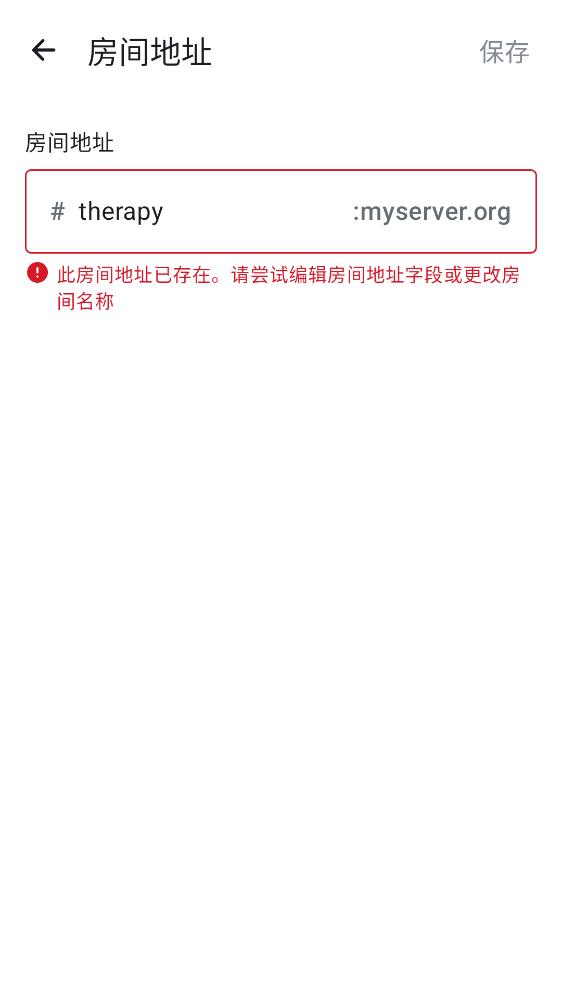 房间地址
保存
房间地址
# therapy :myserver.org
此房间地址已存在。请尝试编辑房间地址字段或更改房
间名称